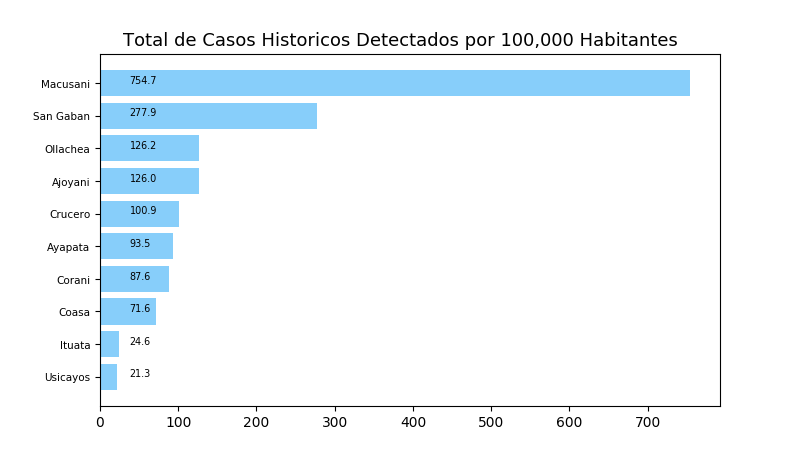 Total de Casos Historicos Detectados por 100,000 Habitantes
Macusani 754.7
San Gaban 277.9
Ollachea 126.2
Ajoyani 126.0
Crucero 100.9
Ayapata 93.5
Corani 87.6
Coasa 71.6
Ituata 24.6
Usicayos 21.3
0 100 200 300 400 500 600 700